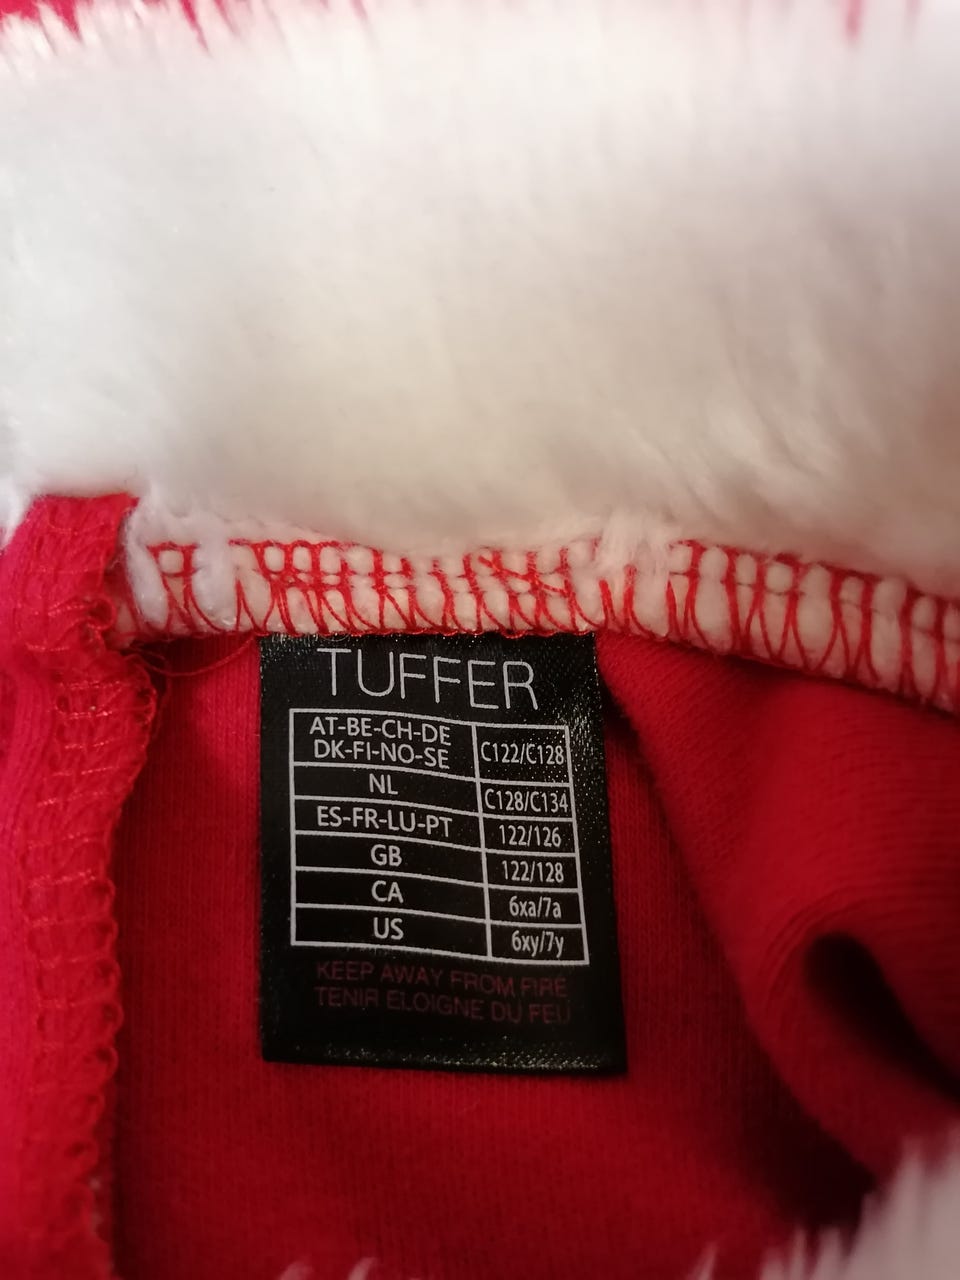 TUFFER
AT-BE-CH-DE
DK-FI-NO-SE C122/C128
NL C128/C134
ES-FR-LU-PT 122/126
GB 122/128
CA 6xa/7a
US 6xy/7y
KEEP AWAY FROM FIRE
TENIR ELOIGNE DU FEU